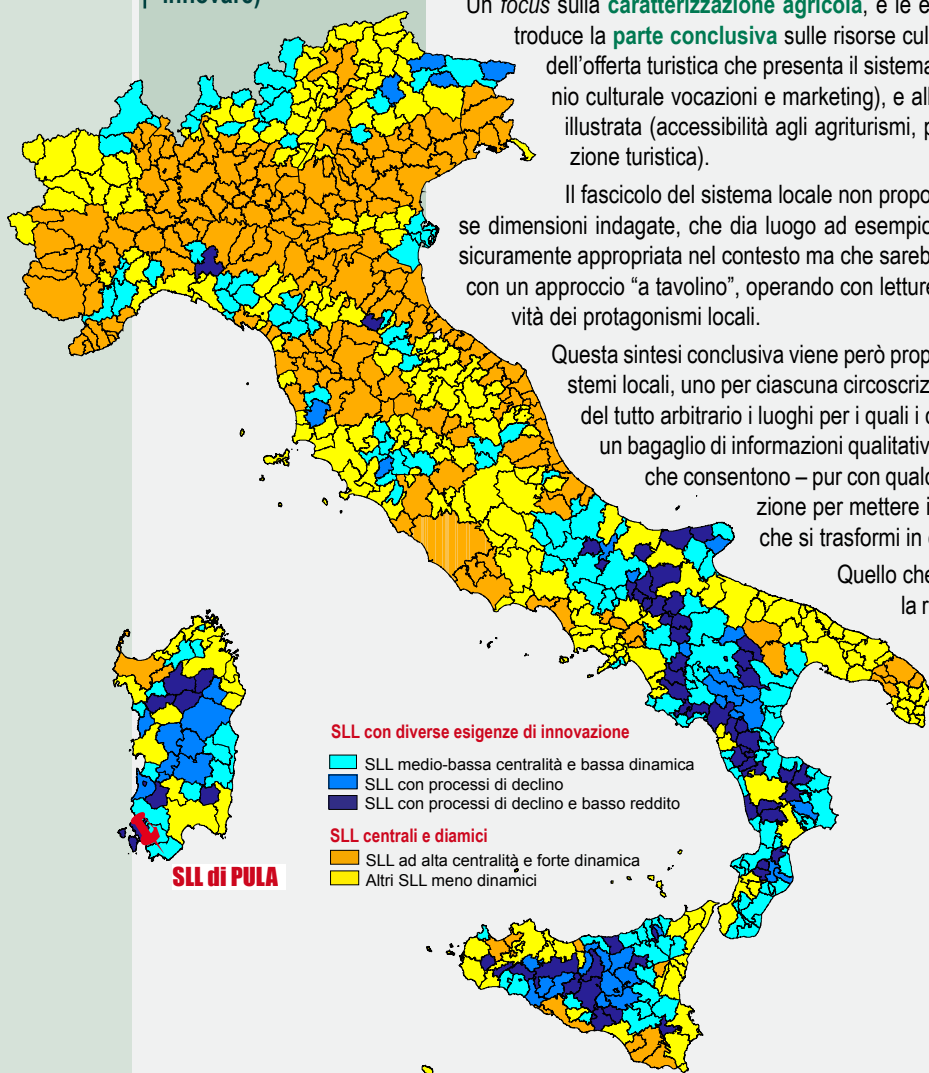 innovare)
Un focus sulla caratterizzazione agricola, e le e
troduce la parte conclusiva sulle risorse cul
dell’offerta turistica che presenta il sistema
nio culturale vocazioni e marketing), e all
illustrata (accessibilità agli agriturismi, p
zione turistica).
Il fascicolo del sistema locale non propo
se dimensioni indagate, che dia luogo ad esempio
sicuramente appropriata nel contesto ma che sareb
con un approccio “a tavolino”, operando con letture
vità dei protagonismi locali.
Questa sintesi conclusiva viene però prop
stemi locali, uno per ciascuna circoscriz
del tutto arbitrario i luoghi per i quali i
un bagaglio di informazioni qualitativ
che consentono – pur con qualc
zione per mettere i
che si trasformi in
Quello che
la r
SLL con diverse esigenze di innovazione
SLL medio-bassa centralità e bassa dinamica
SLL con processi di declino
SLL con processi di declino e basso reddito
SLL centrali e diamici
SLL ad alta centralità e forte dinamica
Altri SLL meno dinamici
SLL di PULA